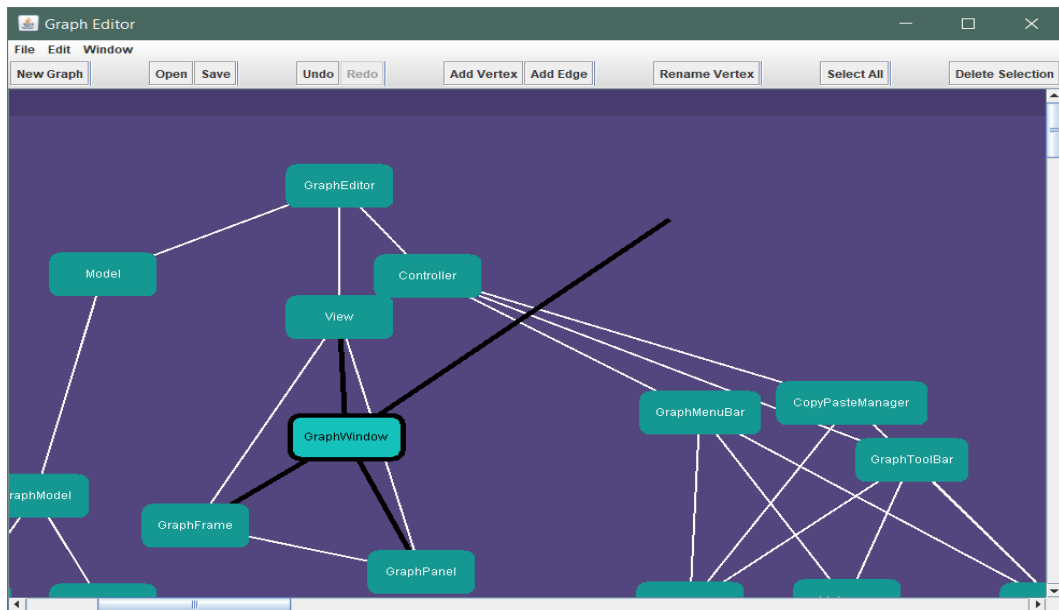 Graph Editor
File Edit Window
New Graph Open Save Undo Redo Add Vertex Add Edge Rename Vertex Select All Delete Selection
GraphEditor
Model
Controller
View
CopyPasteManager
GraphMenuBar
GraphWindow
GraphToolBar
raphModel
GraphFrame
GraphPanel